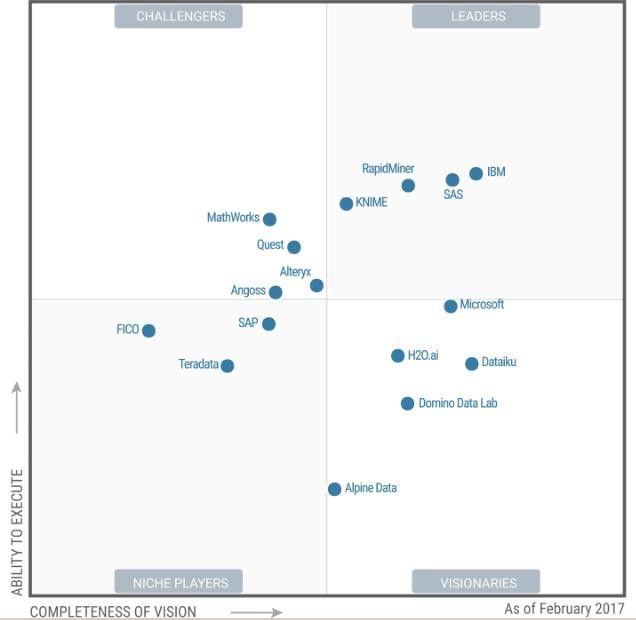 CHALLENGERS
LEADERS
RapidMiner
IBM
SAS
KNIME
MathWorks
Quest
Alteryx
Angoss
Microsoft
SAP
FICO
H2O.ai
Dataiku
Teradata
Domino Data Lab
Alpine Data
ABILITY TO EXECUTE
NICHE PLAYERS
VISIONARIES
COMPLETENESS OF VISION
As of February 2017